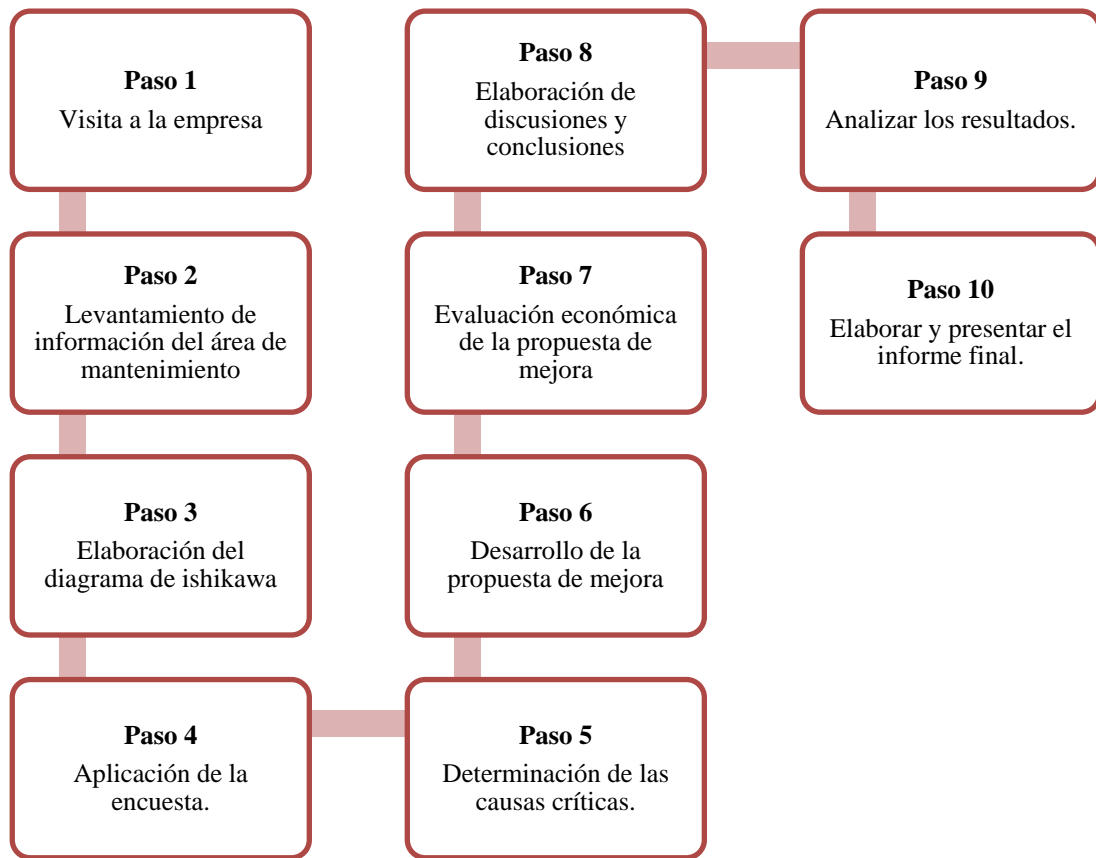 Paso 1
Visita a la empresa
Paso 2
Levantamiento de
información del área de
mantenimiento
Paso 3
Elaboración del
diagrama de ishikawa
Paso 4
Aplicación de la
encuesta.
Paso 5
Determinación de las
causas críticas.
Paso 6
Desarrollo de la
propuesta de mejora
Paso 7
Evaluación económica
de la propuesta de
mejora
Paso 8
Elaboración de
discusiones y
conclusiones
Paso 9
Analizar los resultados.
Paso 10
Elaborar y presentar el
informe final.